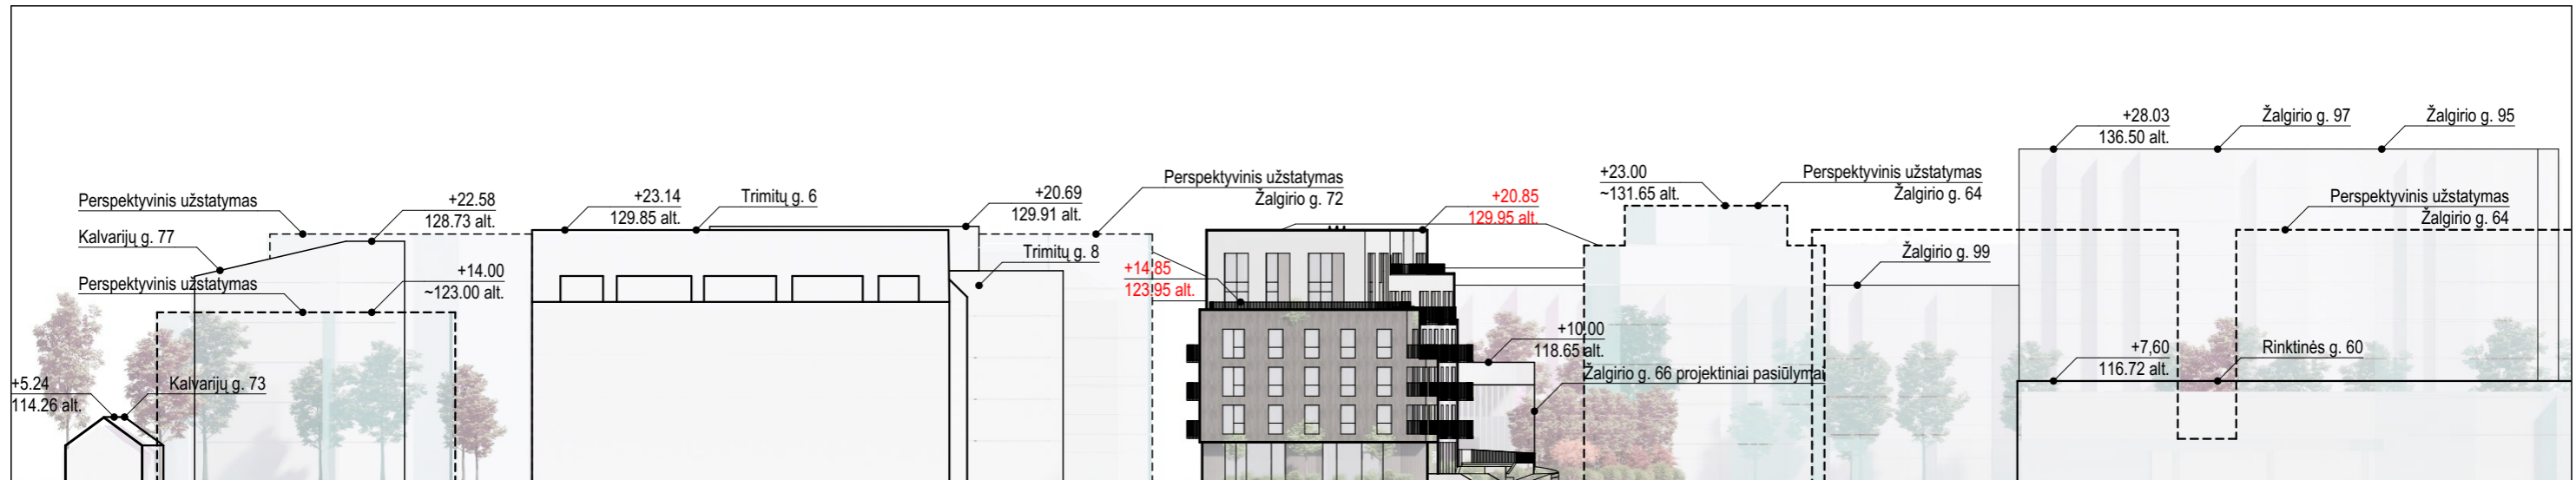 Perspektyvinis užstatymas
+22.58
128.73 alt.
Kalvarijų g. 77
Perspektyvinis užstatymas
+14.00
~123.00 alt.
+5.24
114.26 alt.
Kalvarijų g. 73
+23.14
129.85 alt.
Trimitų g. 6
+20.69
129.91 alt.
Trimitų g. 8
Perspektyvinis užstatymas
Žalgirio g. 72
+14.85
123.95 alt.
+20.85
129.95 alt.
+10,00
118.65 alt.
Žalgirio g. 66 projektiniai pasiūlymai
+23.00
~131.65 alt.
Perspektyvinis užstatymas
Žalgirio g. 64
Žalgirio g. 99
+28.03
136.50 alt.
Žalgirio g. 97
Žalgirio g. 95
Perspektyvinis užstatymas
Žalgirio g. 64
+7,60
116.72 alt.
Rinktinės g. 60